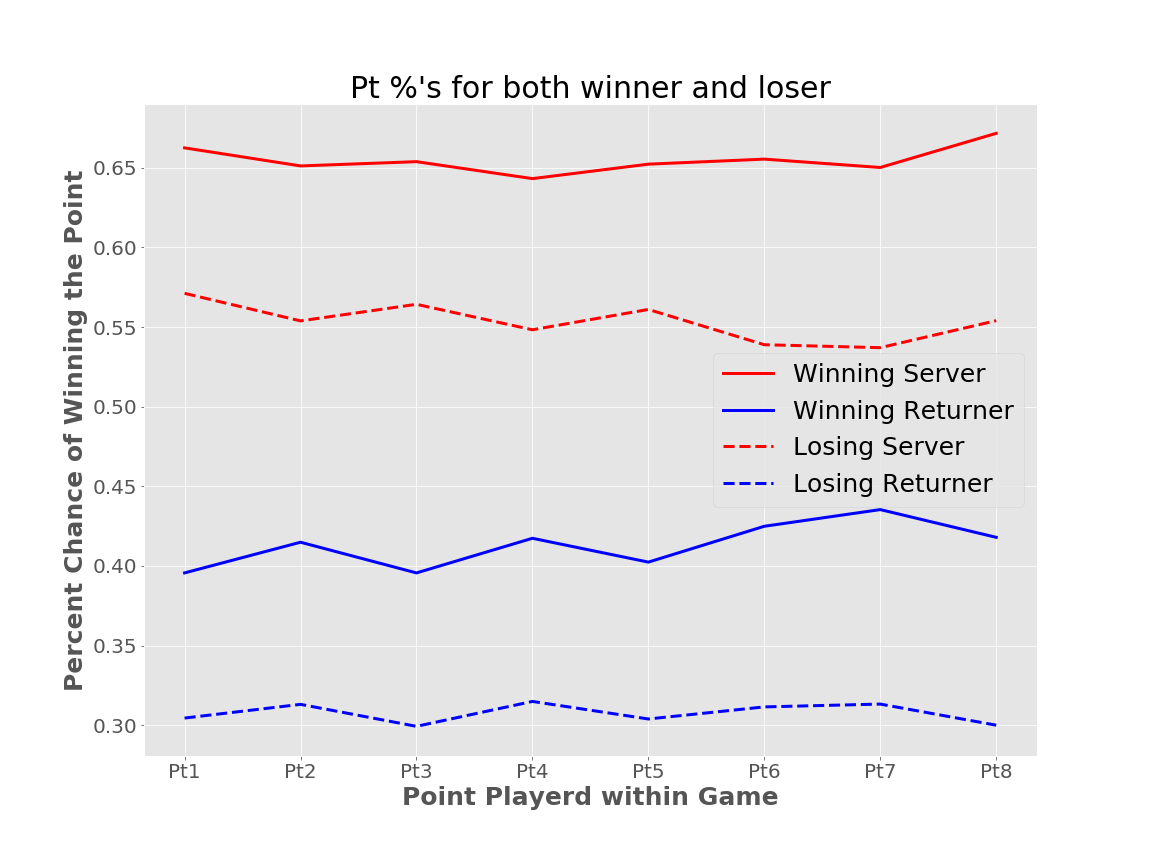 Pt %'s for both winner and loser
Percent Chance of Winning the Point
0.65
0.60
0.55
0.50
0.45
0.40
0.35
0.30
Winning Server
Winning Returner
Losing Server
Losing Returner
Pt1 Pt2 Pt3 Pt4 Pt5 Pt6 Pt7 Pt8
Point Playerd within Game